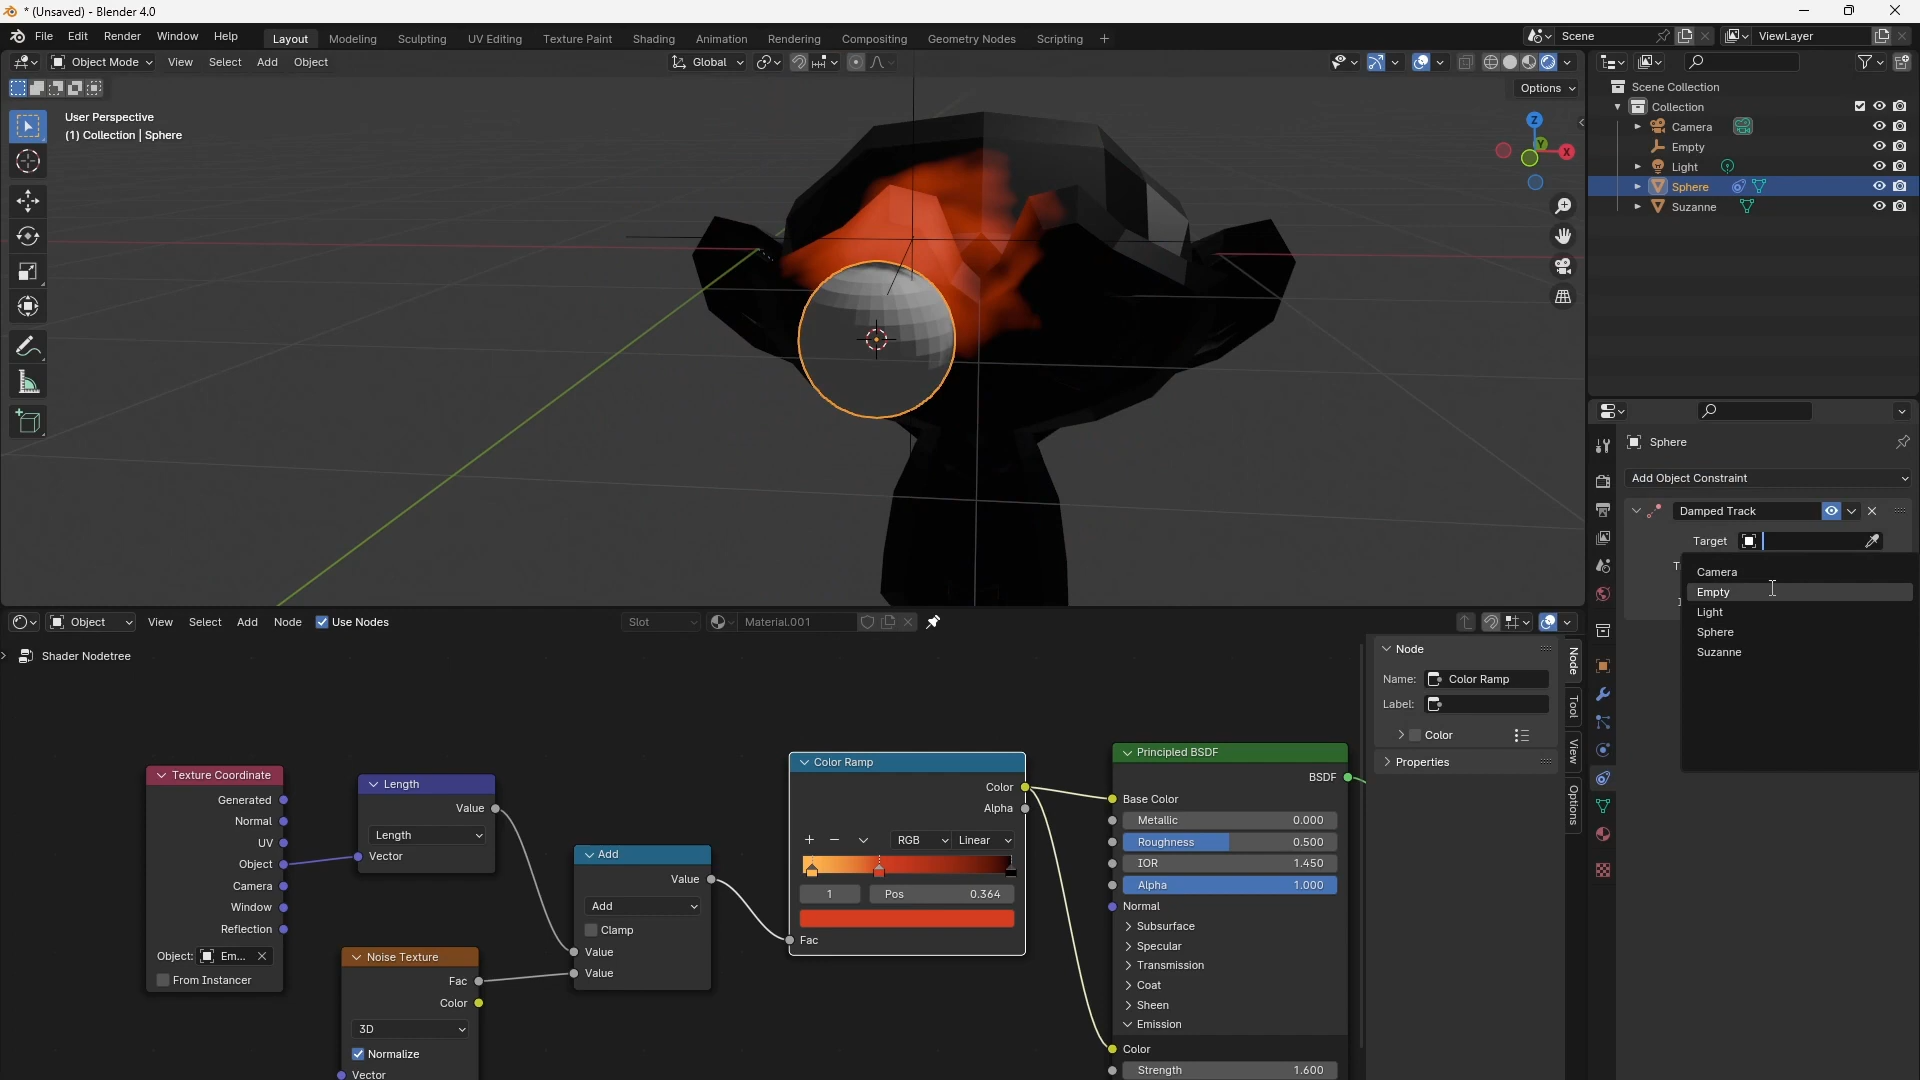 * (Unsaved) - Blender 4.0
File Edit Render Window Help Layout Modeling Sculpting UV Editing Texture Paint Shading Animation Rendering Compositing Geometry Nodes Scripting + Scene ViewLayer
Object Mode View Select Add Object Global
Options
User Perspective
(1) Collection | Sphere
Z
Y
X
Scene Collection
Collection
Camera
Empty
Light
Sphere
Suzanne
Sphere
Add Object Constraint
Damped Track
Target
Camera
Empty
Light
Sphere
Suzanne
Object View Select Add Node Use Nodes Slot Material.001
Shader Nodetree
Texture Coordinate
Generated
Normal
UV
Object
Camera
Window
Reflection
Object: Em...
From Instancer
Length
Value
Length
Vector
Noise Texture
Fac
Color
3D
Normalize
Vector
Add
Value
Add
Clamp
Value
Value
Color Ramp
Color
Alpha
+ − RGB Linear
1 Pos 0.364
Fac
Principled BSDF
BSDF
Base Color
Metallic 0.000
Roughness 0.500
IOR 1.450
Alpha 1.000
Normal
Subsurface
Specular
Transmission
Coat
Sheen
Emission
Color
Strength 1.600
Node
Name: Color Ramp
Label:
Color
Properties
Node
Tool
View
Options